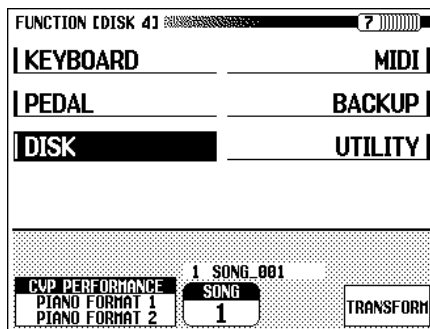 FUNCTION [DISK 4] 7
KEYBOARD MIDI
PEDAL BACKUP
DISK UTILITY
1 SONG_001
CVP PERFORMANCE
PIANO FORMAT 1
PIANO FORMAT 2
SONG
1
TRANSFORM